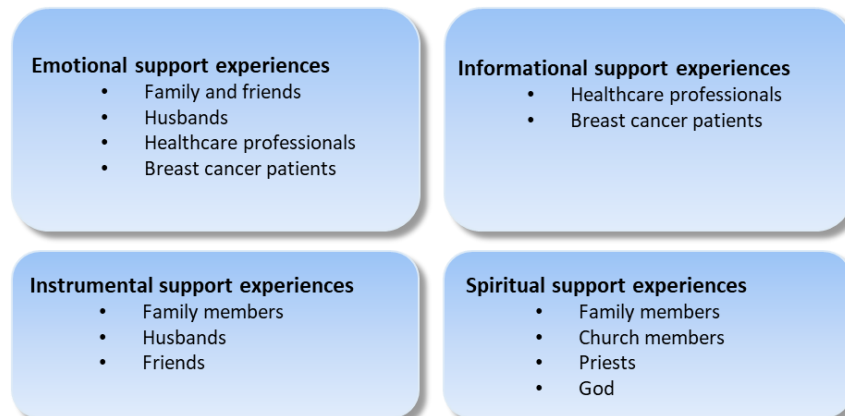 Emotional support experiences
• Family and friends
• Husbands
• Healthcare professionals
• Breast cancer patients
Informational support experiences
• Healthcare professionals
• Breast cancer patients
Instrumental support experiences
• Family members
• Husbands
• Friends
Spiritual support experiences
• Family members
• Church members
• Priests
• God